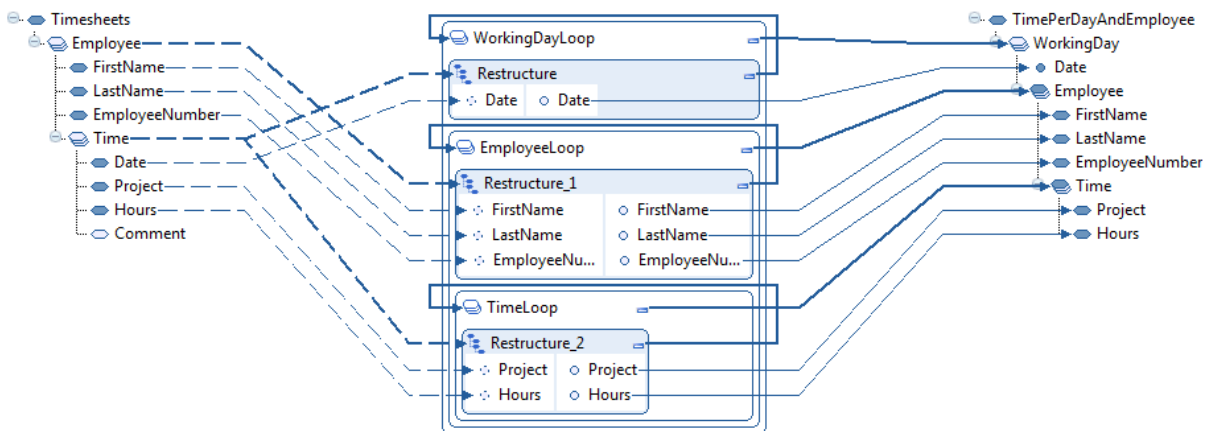 Timesheets
Employee
FirstName
LastName
EmployeeNumber
Time
Date
Project
Hours
Comment
WorkingDayLoop
Restructure
Date Date
EmployeeLoop
Restructure_1
FirstName FirstName
LastName LastName
EmployeeNu... EmployeeNu...
TimeLoop
Restructure_2
Project Project
Hours Hours
TimePerDayAndEmployee
WorkingDay
Date
Employee
FirstName
LastName
EmployeeNumber
Time
Project
Hours